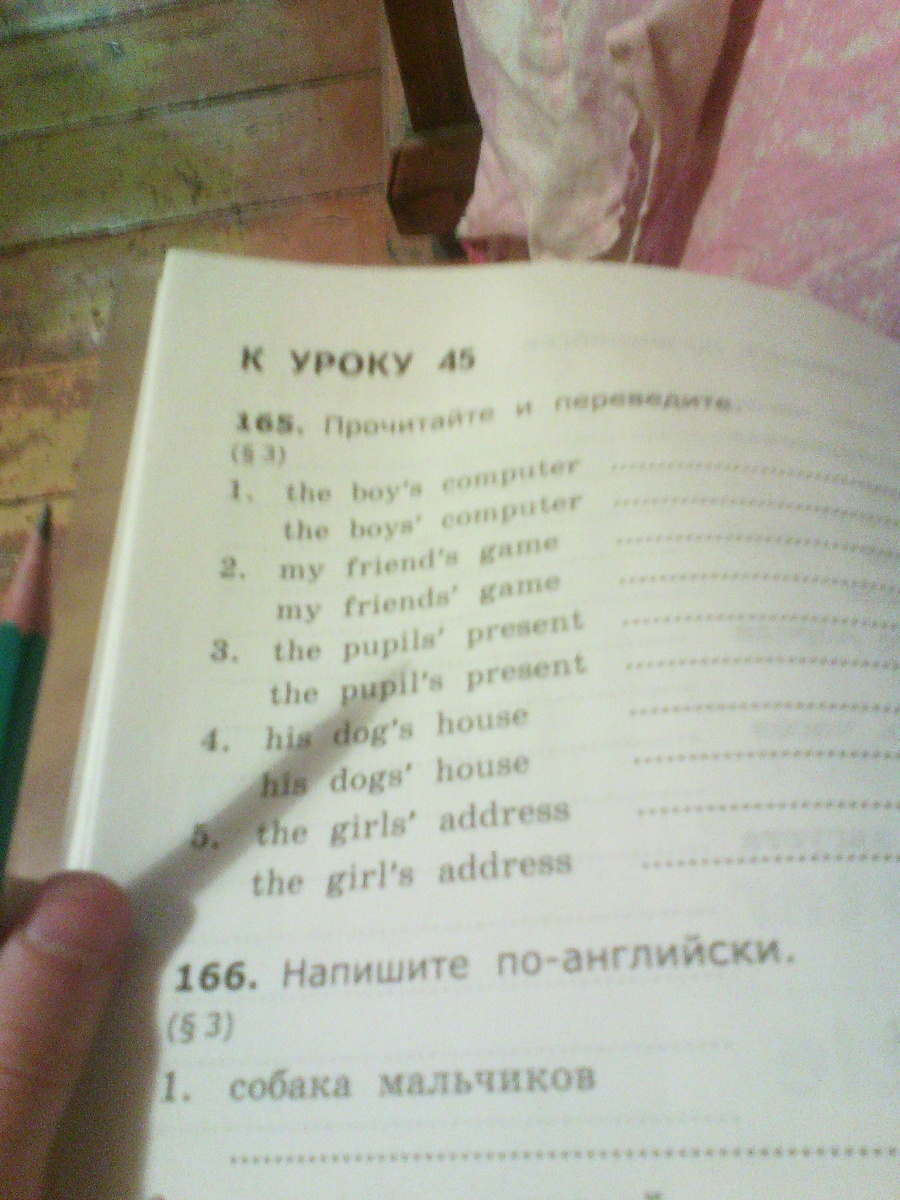 К УРОКУ 45
165. Прочитайте и переведите.
(§ 3)
1. the boy's computer
the boys' computer
2. my friend's game
my friends' game
3. the pupils' present
the pupil's present
4. his dog's house
his dogs' house
5. the girls' address
the girl's address
166. Напишите по-английски.
(§ 3)
1. собака мальчиков